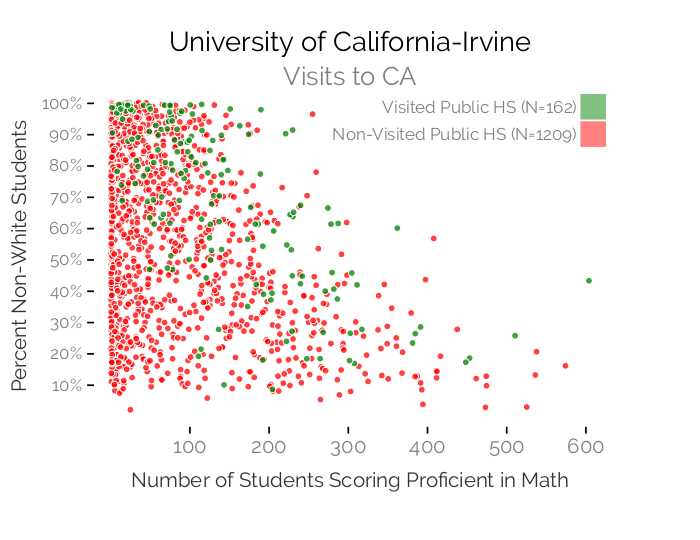 University of California-Irvine
Visits to CA
Visited Public HS (N=162)
Non-Visited Public HS (N=1209)
Percent Non-White Students
100%
90%
80%
70%
60%
50%
40%
30%
20%
10%
100 200 300 400 500 600
Number of Students Scoring Proficient in Math